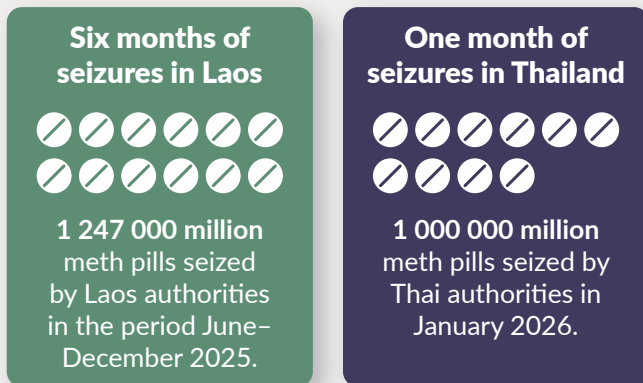 Six months of
seizures in Laos
1 247 000 million
meth pills seized
by Laos authorities
in the period June–
December 2025.
One month of
seizures in Thailand
1 000 000 million
meth pills seized by
Thai authorities in
January 2026.